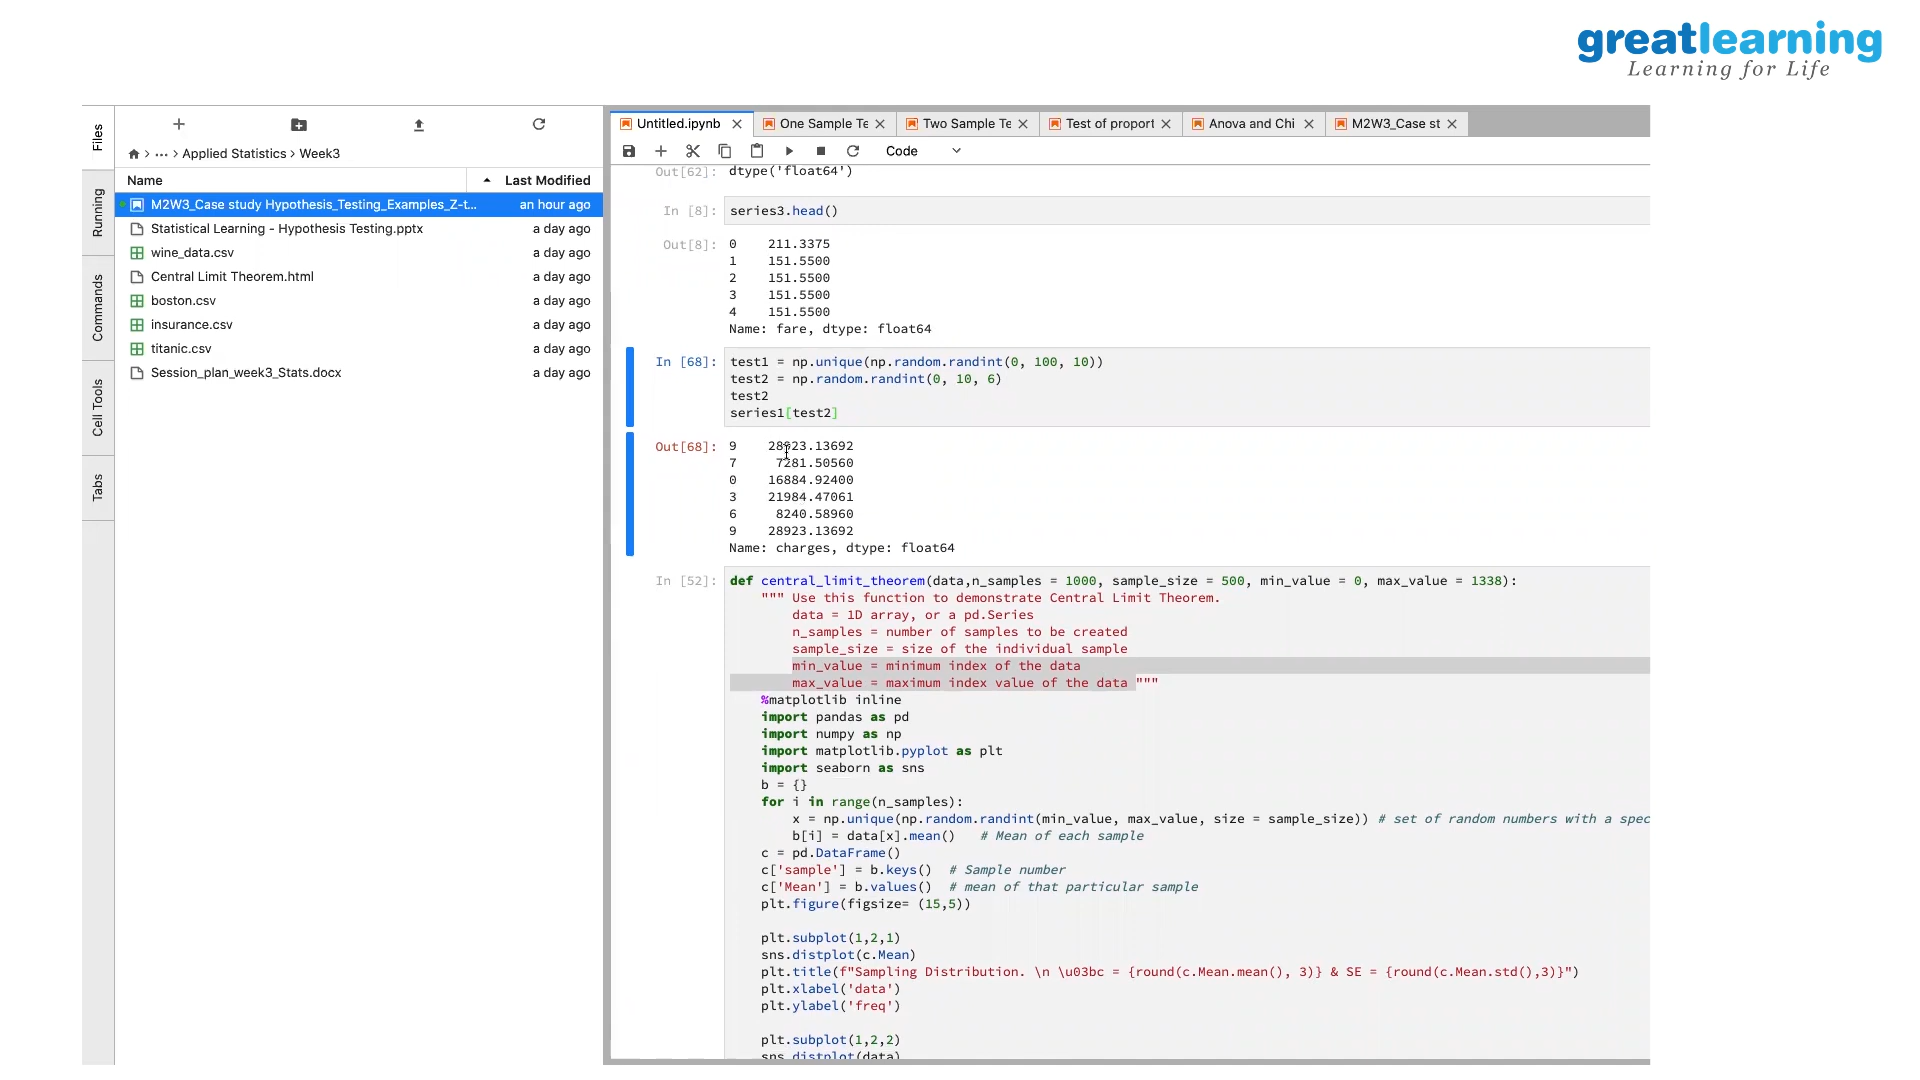 greatlearning
Learning for Life
Files
Running
Commands
Cell Tools
Tabs
> ... > Applied Statistics > Week3
Name Last Modified
M2W3_Case study Hypothesis_Testing_Examples_Z-t... an hour ago
Statistical Learning - Hypothesis Testing.pptx a day ago
wine_data.csv a day ago
Central Limit Theorem.html a day ago
boston.csv a day ago
insurance.csv a day ago
titanic.csv a day ago
Session_plan_week3_Stats.docx a day ago
Untitled.ipynb One Sample Te Two Sample Te Test of proport Anova and Chi M2W3_Case st
Code
Out[62]: dtype('float64')
In [8]: series3.head()
Out[8]: 0 211.3375
1 151.5500
2 151.5500
3 151.5500
4 151.5500
Name: fare, dtype: float64
In [68]: test1 = np.unique(np.random.randint(0, 100, 10))
test2 = np.random.randint(0, 10, 6)
test2
series1[test2]
Out[68]: 9 28923.13692
7 7281.50560
0 16884.92400
3 21984.47061
6 8240.58960
9 28923.13692
Name: charges, dtype: float64
In [52]: def central_limit_theorem(data,n_samples = 1000, sample_size = 500, min_value = 0, max_value = 1338):
""" Use this function to demonstrate Central Limit Theorem.
data = 1D array, or a pd.Series
n_samples = number of samples to be created
sample_size = size of the individual sample
min_value = minimum index of the data
max_value = maximum index value of the data """
%matplotlib inline
import pandas as pd
import numpy as np
import matplotlib.pyplot as plt
import seaborn as sns
b = {}
for i in range(n_samples):
x = np.unique(np.random.randint(min_value, max_value, size = sample_size)) # set of random numbers with a spec
b[i] = data[x].mean() # Mean of each sample
c = pd.DataFrame()
c['sample'] = b.keys() # Sample number
c['Mean'] = b.values() # mean of that particular sample
plt.figure(figsize= (15,5))
plt.subplot(1,2,1)
sns.distplot(c.Mean)
plt.title(f"Sampling Distribution. \n \u03bc = {round(c.Mean.mean(), 3)} & SE = {round(c.Mean.std(),3)}")
plt.xlabel('data')
plt.ylabel('freq')
plt.subplot(1,2,2)
sns.distplot(data)